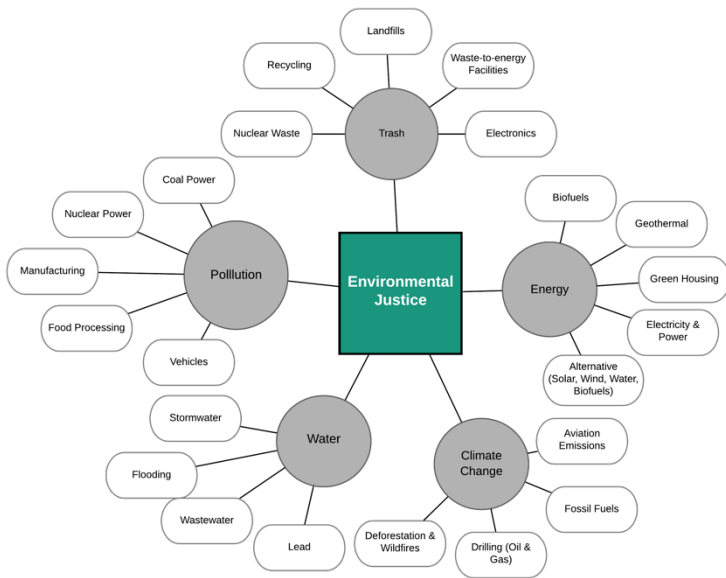 Landfills
Recycling
Waste-to-energy
Facilities
Nuclear Waste
Trash
Electronics
Coal Power
Nuclear Power
Manufacturing
Polllution
Food Processing
Vehicles
Environmental
Justice
Biofuels
Geothermal
Energy
Green Housing
Electricity &
Power
Alternative
(Solar, Wind, Water,
Biofuels)
Stormwater
Water
Flooding
Wastewater
Lead
Climate
Change
Aviation
Emissions
Fossil Fuels
Deforestation &
Wildfires
Drilling (Oil &
Gas)